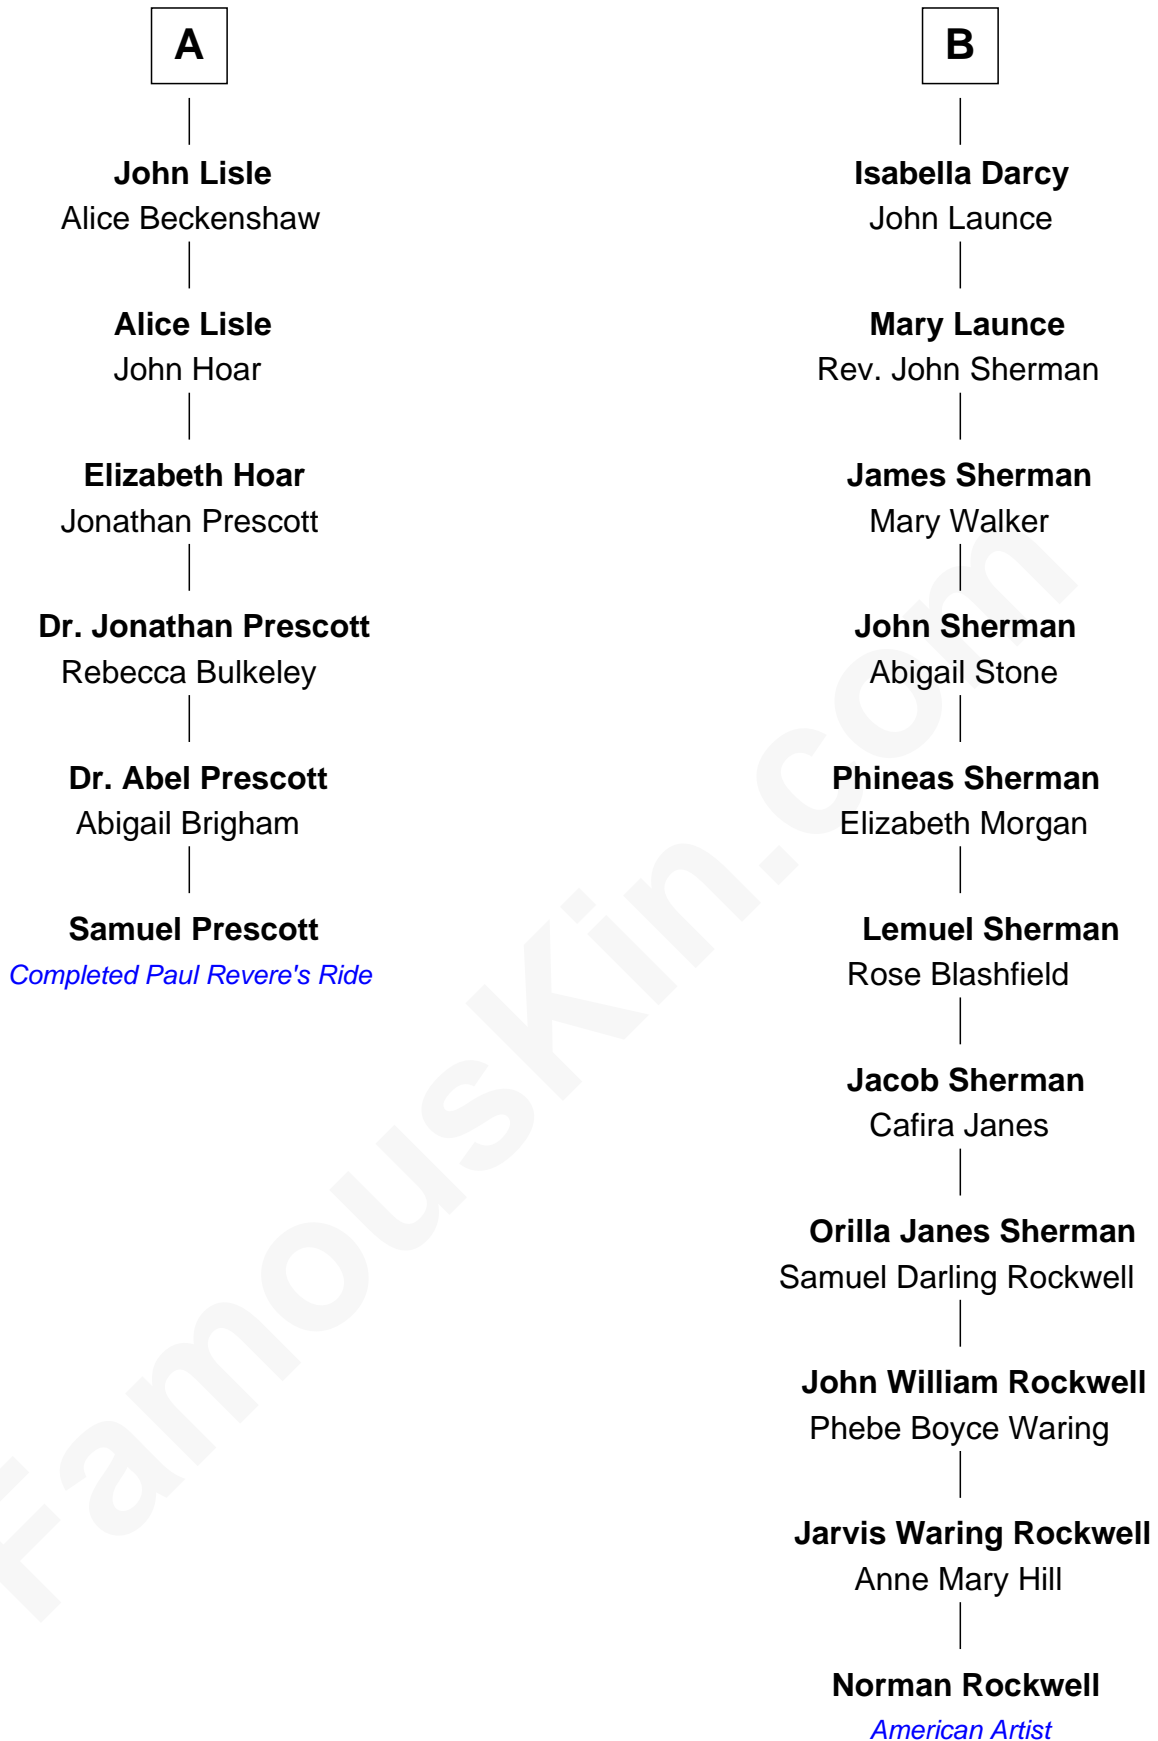 A
John Lisle
Alice Beckenshaw
Alice Lisle
John Hoar
Elizabeth Hoar
Jonathan Prescott
Dr. Jonathan Prescott
Rebecca Bulkeley
Dr. Abel Prescott
Abigail Brigham
Samuel Prescott
Completed Paul Revere's Ride
B
Isabella Darcy
John Launce
Mary Launce
Rev. John Sherman
James Sherman
Mary Walker
John Sherman
Abigail Stone
Phineas Sherman
Elizabeth Morgan
Lemuel Sherman
Rose Blashfield
Jacob Sherman
Cafira Janes
Orilla Janes Sherman
Samuel Darling Rockwell
John William Rockwell
Phebe Boyce Waring
Jarvis Waring Rockwell
Anne Mary Hill
Norman Rockwell
American Artist
FamousKin.com